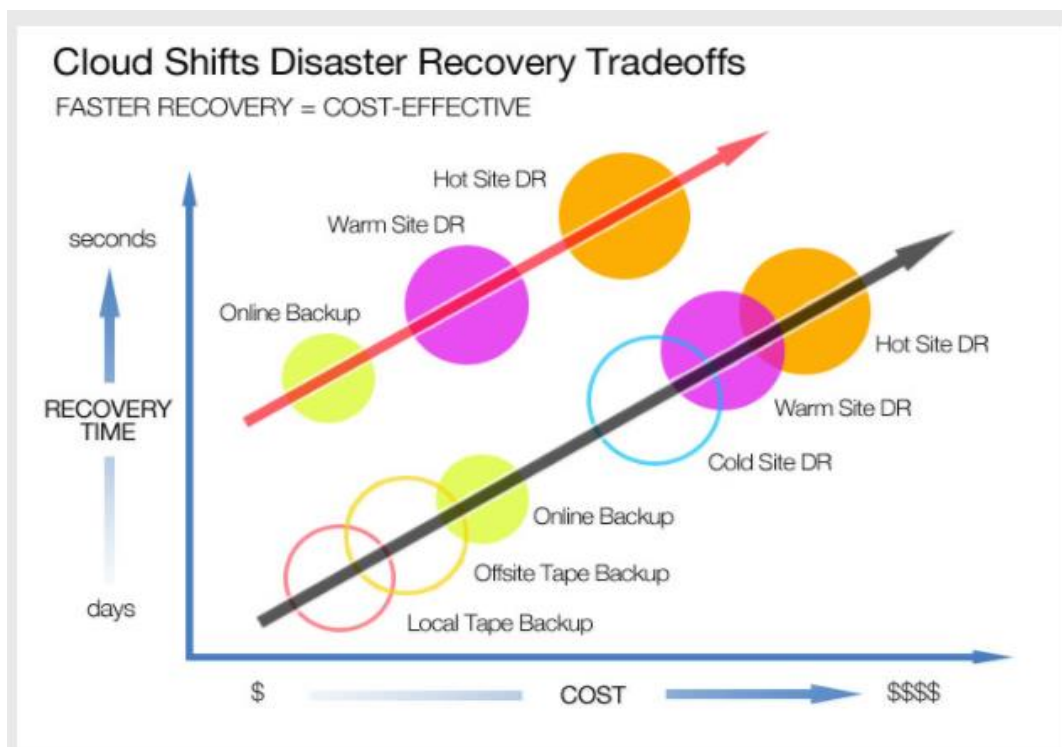 Cloud Shifts Disaster Recovery Tradeoffs
FASTER RECOVERY = COST-EFFECTIVE
Hot Site DR
Warm Site DR
seconds
Online Backup
Hot Site DR
RECOVERY
TIME
Warm Site DR
Cold Site DR
Online Backup
Offsite Tape Backup
days
Local Tape Backup
$
COST
$$$$